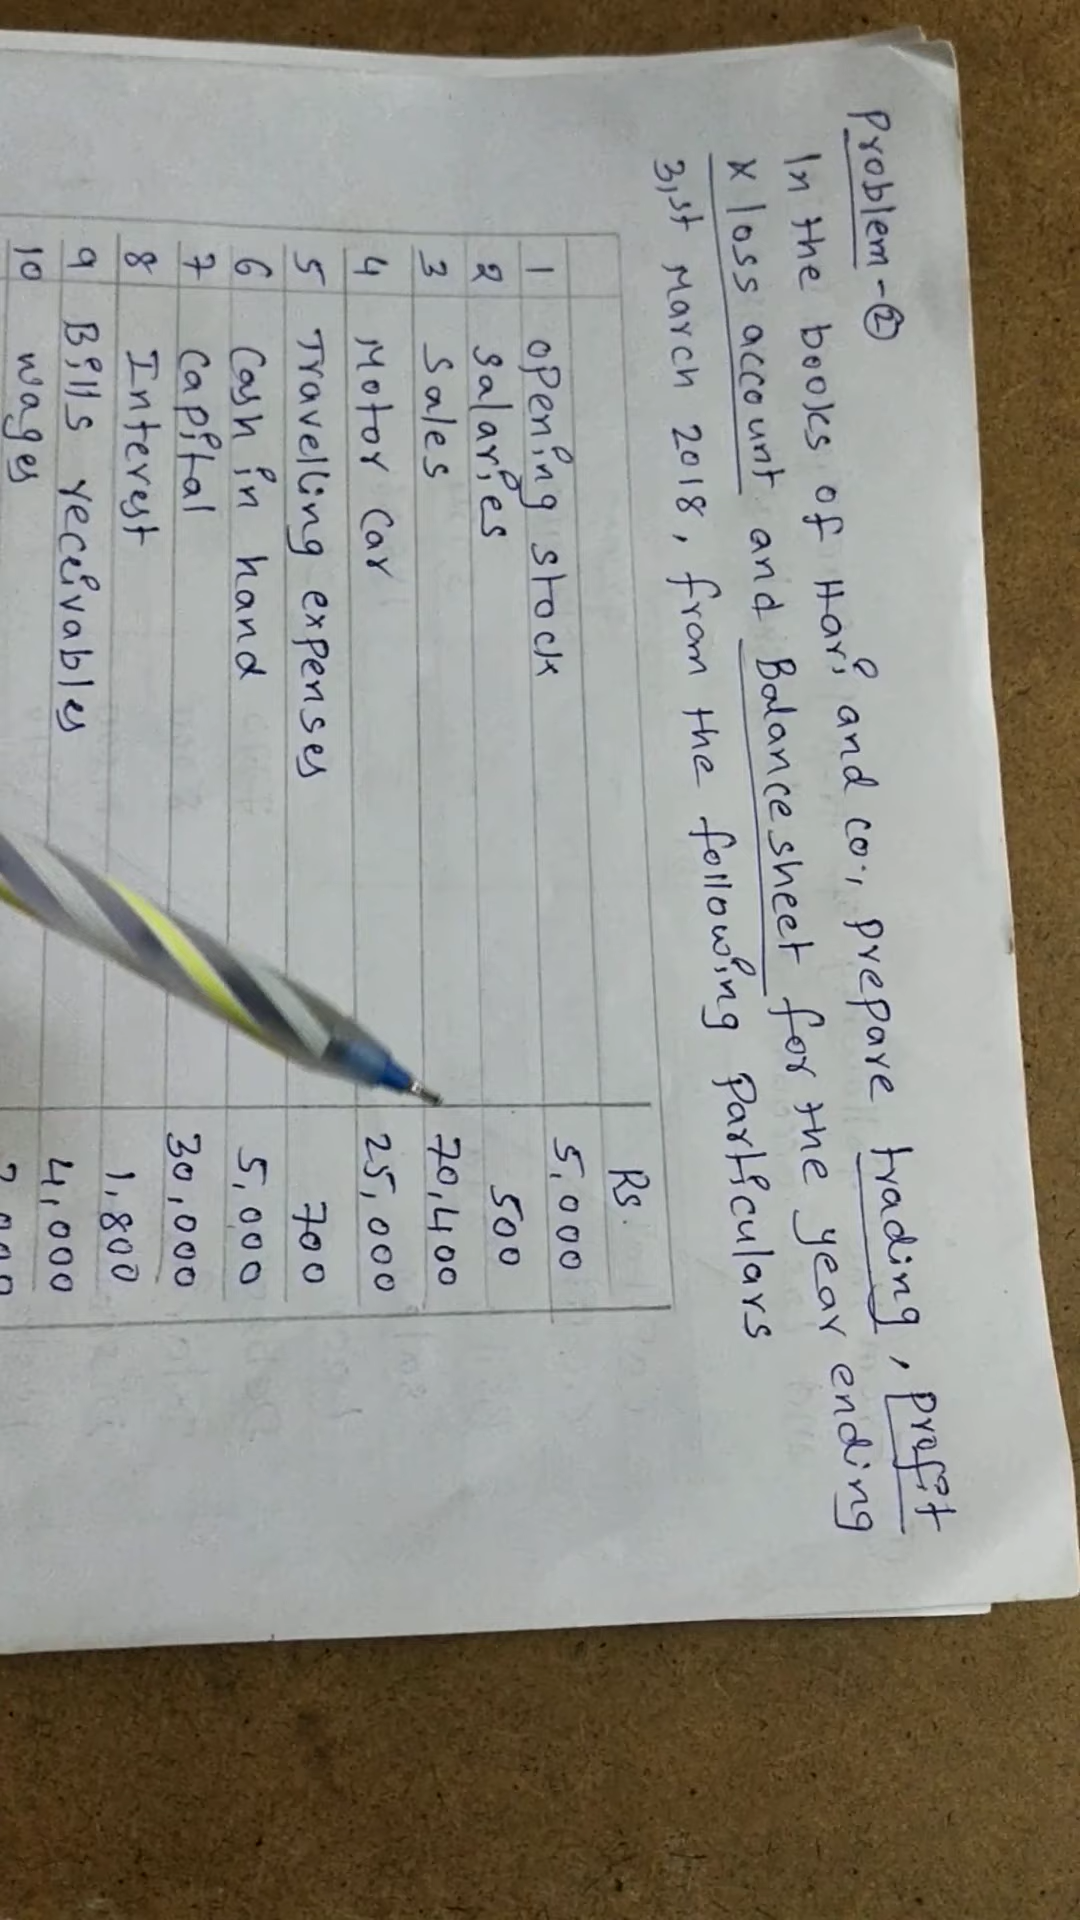 Problem - 2
In the books of Hari and co., prepare trading, profit
x loss account and Balance sheet for the year ending
31st March 2018, from the following particulars
Rs.
1 opening stock 5,000
2 salaries 500
3 Sales 70,400
4 Motor Car 25,000
5 Travelling expenses 700
6 Cash in hand 5,000
7 Capital 30,000
8 Interest 1,800
9 Bills receivables 4,000
10 wages